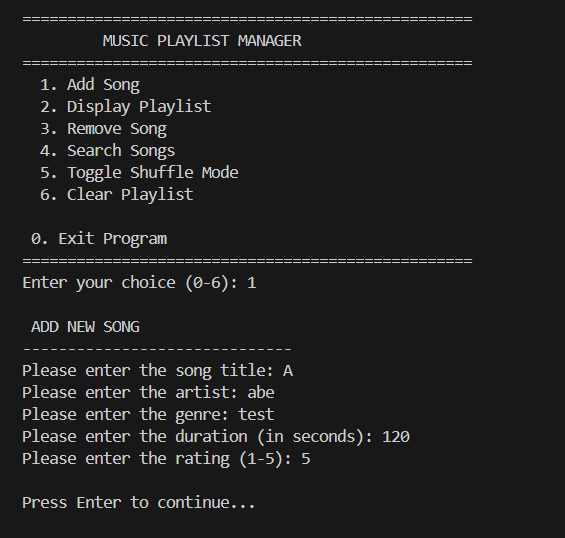 ==================================================
MUSIC PLAYLIST MANAGER
==================================================
1. Add Song
2. Display Playlist
3. Remove Song
4. Search Songs
5. Toggle Shuffle Mode
6. Clear Playlist
0. Exit Program
==================================================
Enter your choice (0-6): 1
ADD NEW SONG
------------------------------
Please enter the song title: A
Please enter the artist: abe
Please enter the genre: test
Please enter the duration (in seconds): 120
Please enter the rating (1-5): 5
Press Enter to continue...